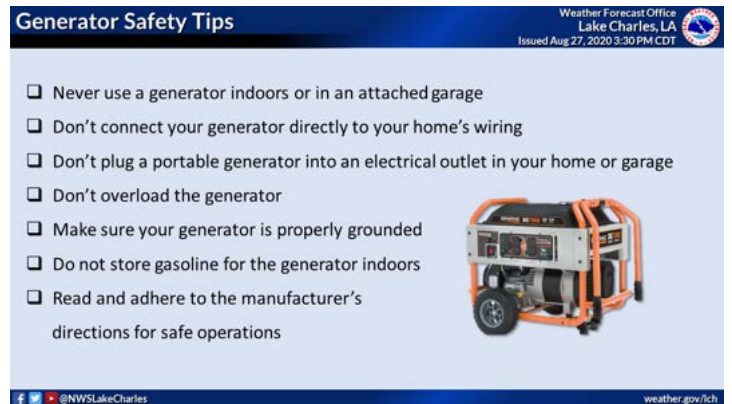 Generator Safety Tips
Weather Forecast Office
Lake Charles, LA
Issued Aug 27, 2020 3:30 PM CDT
Never use a generator indoors or in an attached garage
Don’t connect your generator directly to your home’s wiring
Don’t plug a portable generator into an electrical outlet in your home or garage
Don’t overload the generator
Make sure your generator is properly grounded
Do not store gasoline for the generator indoors
Read and adhere to the manufacturer’s
directions for safe operations
@NWSLakeCharles
weather.gov/lch